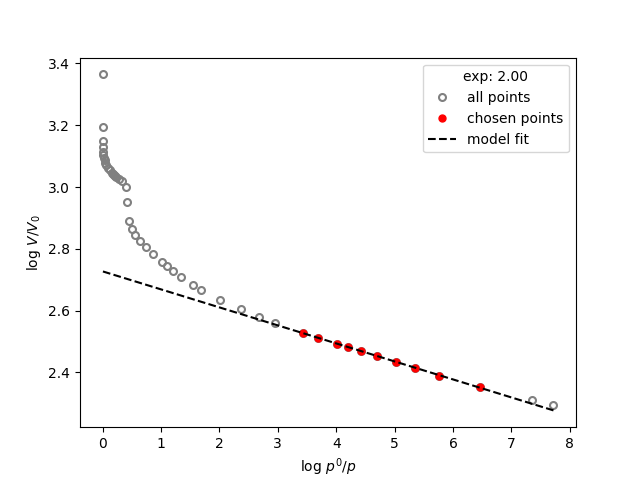 exp: 2.00
all points
chosen points
model fit
3.4
3.2
3.0
2.8
2.6
2.4
log V/V₀
0 1 2 3 4 5 6 7 8
log p⁰/p